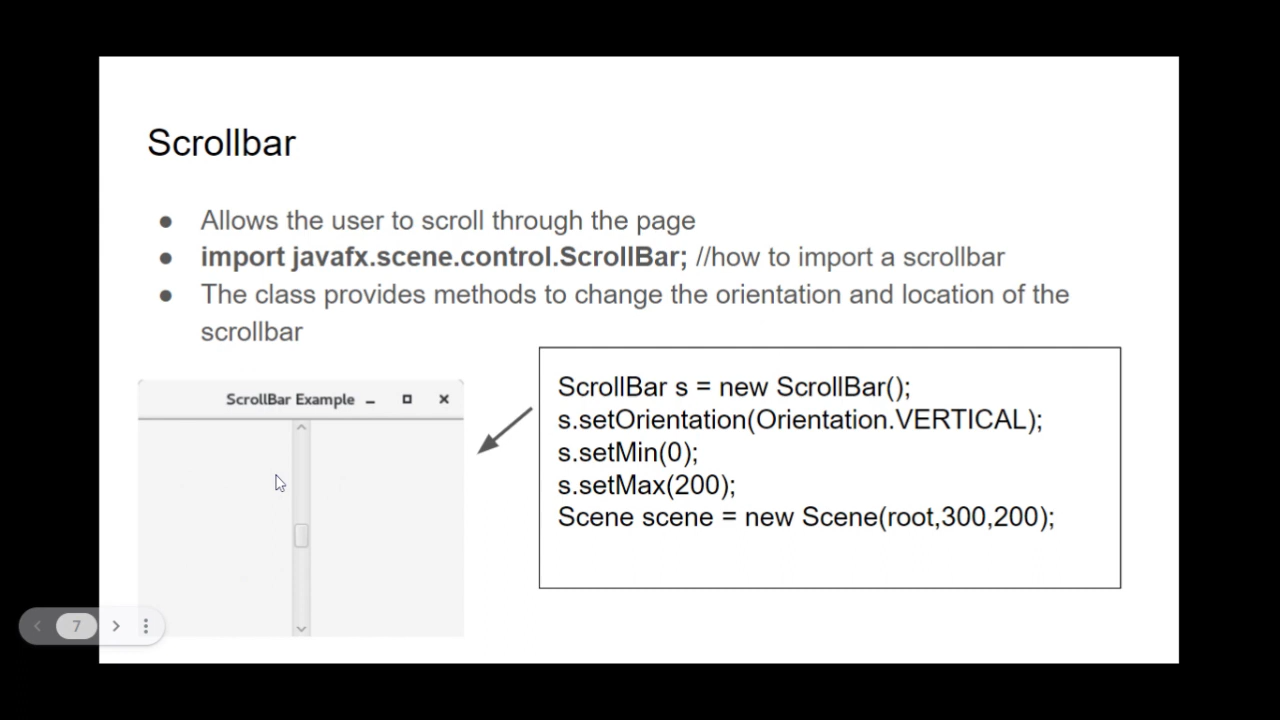 Scrollbar
● Allows the user to scroll through the page
● import javafx.scene.control.ScrollBar; //how to import a scrollbar
● The class provides methods to change the orientation and location of the
scrollbar
ScrollBar Example
ScrollBar s = new ScrollBar();
s.setOrientation(Orientation.VERTICAL);
s.setMin(0);
s.setMax(200);
Scene scene = new Scene(root,300,200);
7